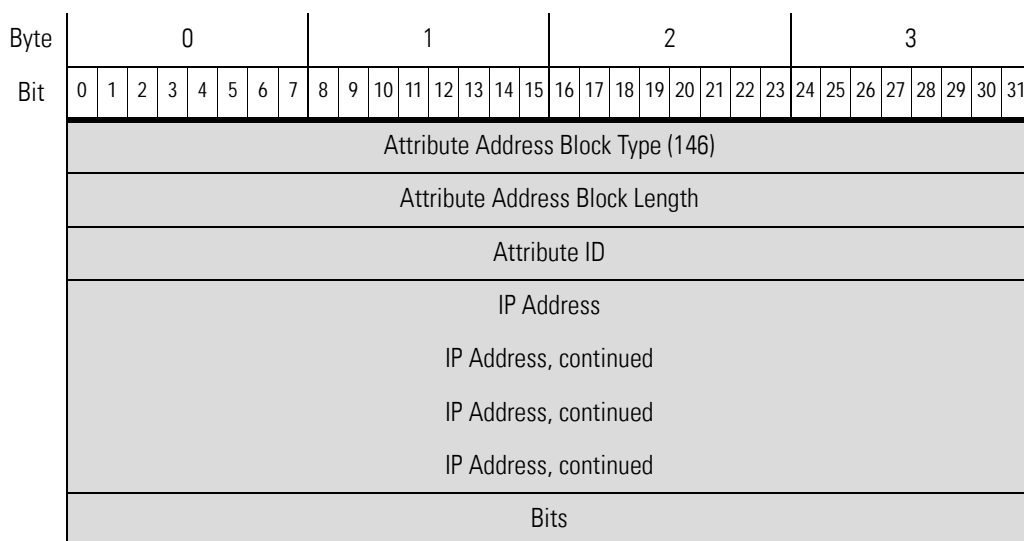 Byte 0 1 2 3
Bit 0 1 2 3 4 5 6 7 8 9 10 11 12 13 14 15 16 17 18 19 20 21 22 23 24 25 26 27 28 29 30 31
Attribute Address Block Type (146)
Attribute Address Block Length
Attribute ID
IP Address
IP Address, continued
IP Address, continued
IP Address, continued
Bits